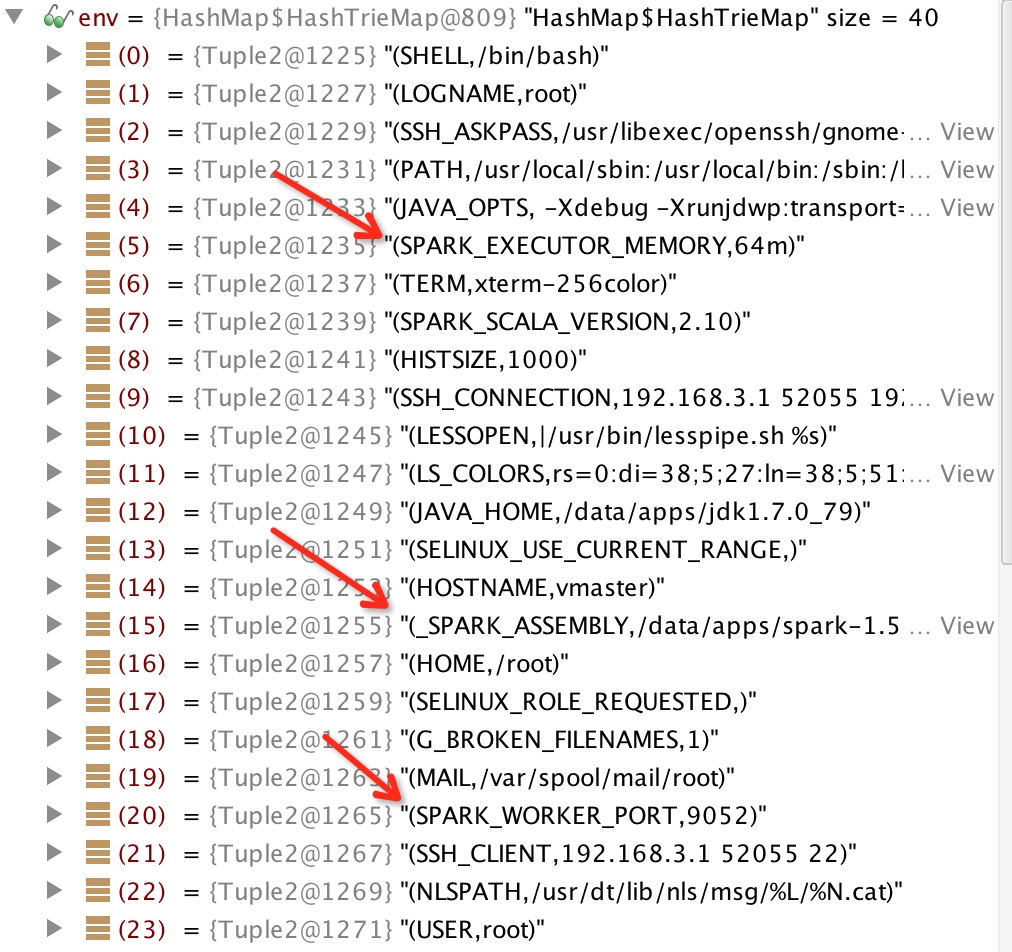 env = {HashMap$HashTrieMap@809} "HashMap$HashTrieMap" size = 40
(0) = {Tuple2@1225} "(SHELL,/bin/bash)"
(1) = {Tuple2@1227} "(LOGNAME,root)"
(2) = {Tuple2@1229} "(SSH_ASKPASS,/usr/libexec/openssh/gnome-... View
(3) = {Tuple2@1231} "(PATH,/usr/local/sbin:/usr/local/bin:/sbin:/... View
(4) = {Tuple2@1233} "(JAVA_OPTS, -Xdebug -Xrunjdwp:transport=... View
(5) = {Tuple2@1235} "(SPARK_EXECUTOR_MEMORY,64m)"
(6) = {Tuple2@1237} "(TERM,xterm-256color)"
(7) = {Tuple2@1239} "(SPARK_SCALA_VERSION,2.10)"
(8) = {Tuple2@1241} "(HISTSIZE,1000)"
(9) = {Tuple2@1243} "(SSH_CONNECTION,192.168.3.1 52055 192... View
(10) = {Tuple2@1245} "(LESSOPEN,|/usr/bin/lesspipe.sh %s)"
(11) = {Tuple2@1247} "(LS_COLORS,rs=0:di=38;5;27:ln=38;5;51:... View
(12) = {Tuple2@1249} "(JAVA_HOME,/data/apps/jdk1.7.0_79)"
(13) = {Tuple2@1251} "(SELINUX_USE_CURRENT_RANGE,)"
(14) = {Tuple2@1253} "(HOSTNAME,vmaster)"
(15) = {Tuple2@1255} "(_SPARK_ASSEMBLY,/data/apps/spark-1.5 ... View
(16) = {Tuple2@1257} "(HOME,/root)"
(17) = {Tuple2@1259} "(SELINUX_ROLE_REQUESTED,)"
(18) = {Tuple2@1261} "(G_BROKEN_FILENAMES,1)"
(19) = {Tuple2@1263} "(MAIL,/var/spool/mail/root)"
(20) = {Tuple2@1265} "(SPARK_WORKER_PORT,9052)"
(21) = {Tuple2@1267} "(SSH_CLIENT,192.168.3.1 52055 22)"
(22) = {Tuple2@1269} "(NLSPATH,/usr/dt/lib/nls/msg/%L/%N.cat)"
(23) = {Tuple2@1271} "(USER,root)"